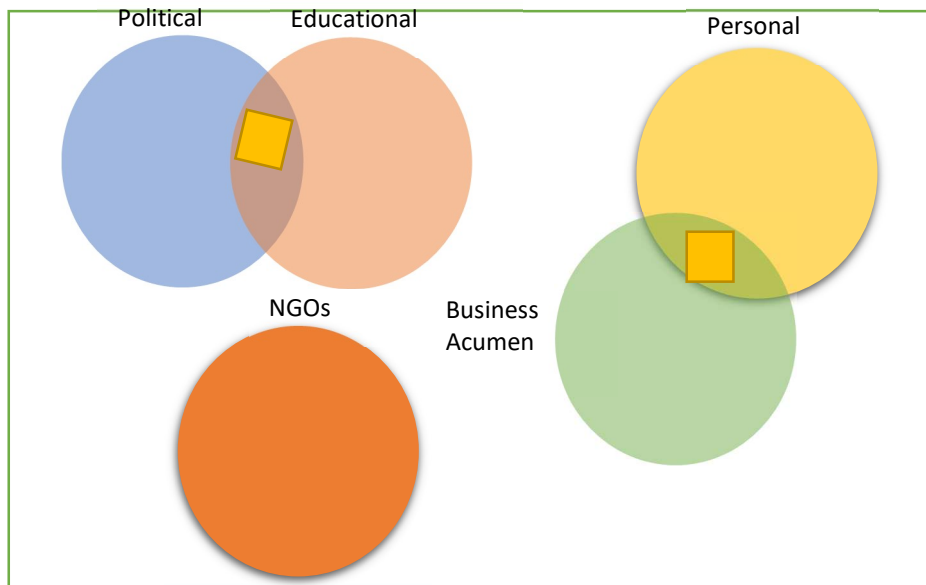 Political
Educational
Personal
NGOs
Business
Acumen